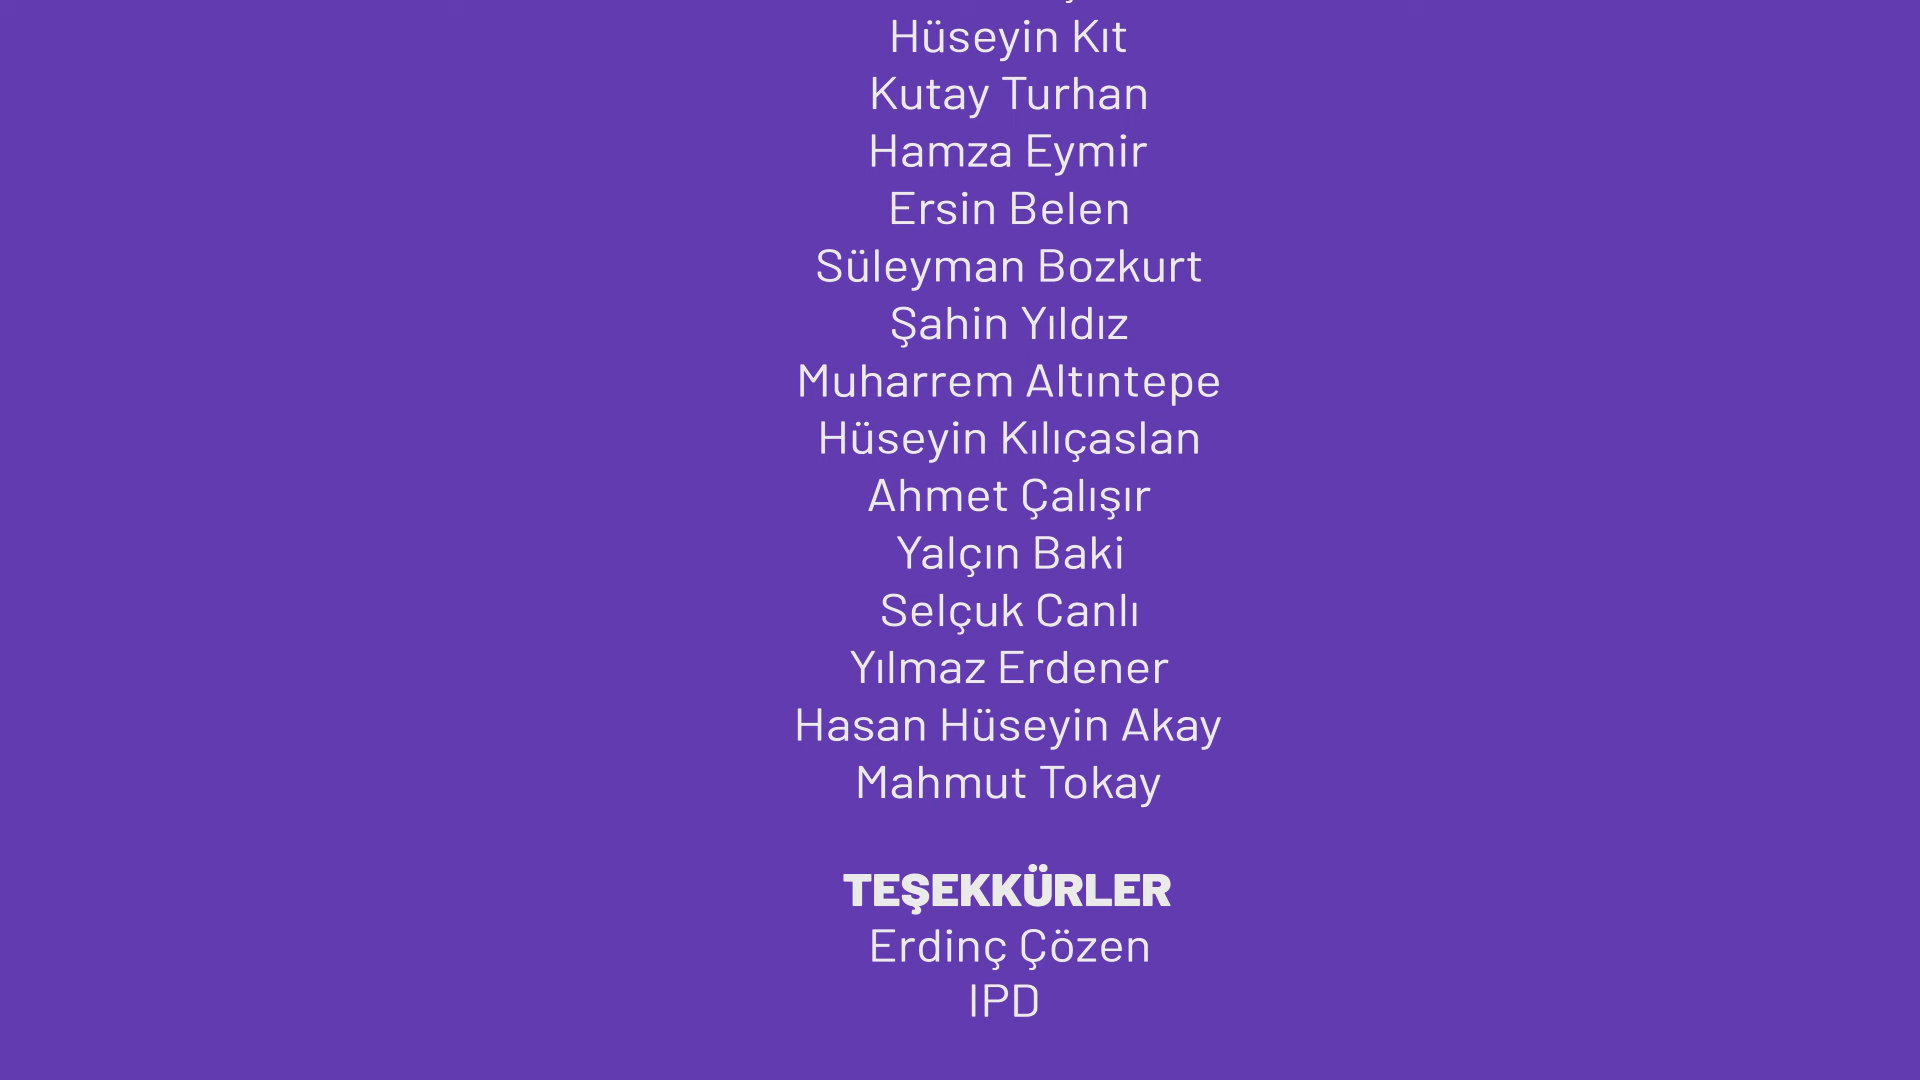 Hüseyin Kıt
Kutay Turhan
Hamza Eymir
Ersin Belen
Süleyman Bozkurt
Şahin Yıldız
Muharrem Altıntepe
Hüseyin Kılıçaslan
Ahmet Çalışır
Yalçın Baki
Selçuk Canlı
Yılmaz Erdener
Hasan Hüseyin Akay
Mahmut Tokay
TEŞEKKÜRLER
Erdinç Çözen
IPD